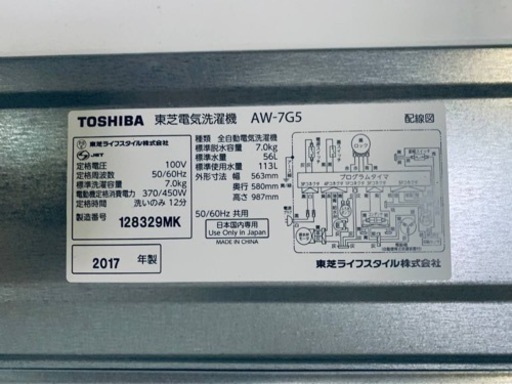 TOSHIBA 東芝電気洗濯機 AW-7G5 配線図
東芝ライフスタイル株式会社
JET
定格電圧 100V
定格周波数 50/60Hz
標準洗濯容量 7.0kg
電動機定格消費電力 370/450W
定格時間 洗いのみ 12分
製造番号 128329MK
2017 年製
種類 全自動電気洗濯機
標準脱水容量 7.0kg
標準水量 56L
標準使用水量 113L
外形寸法 幅 563mm
奥行 580mm
高さ 987mm
50/60Hz 共用
日本国内専用
Use Only in Japan
MADE IN CHINA
ロック
プログラムタイマ
東芝ライフスタイル株式会社